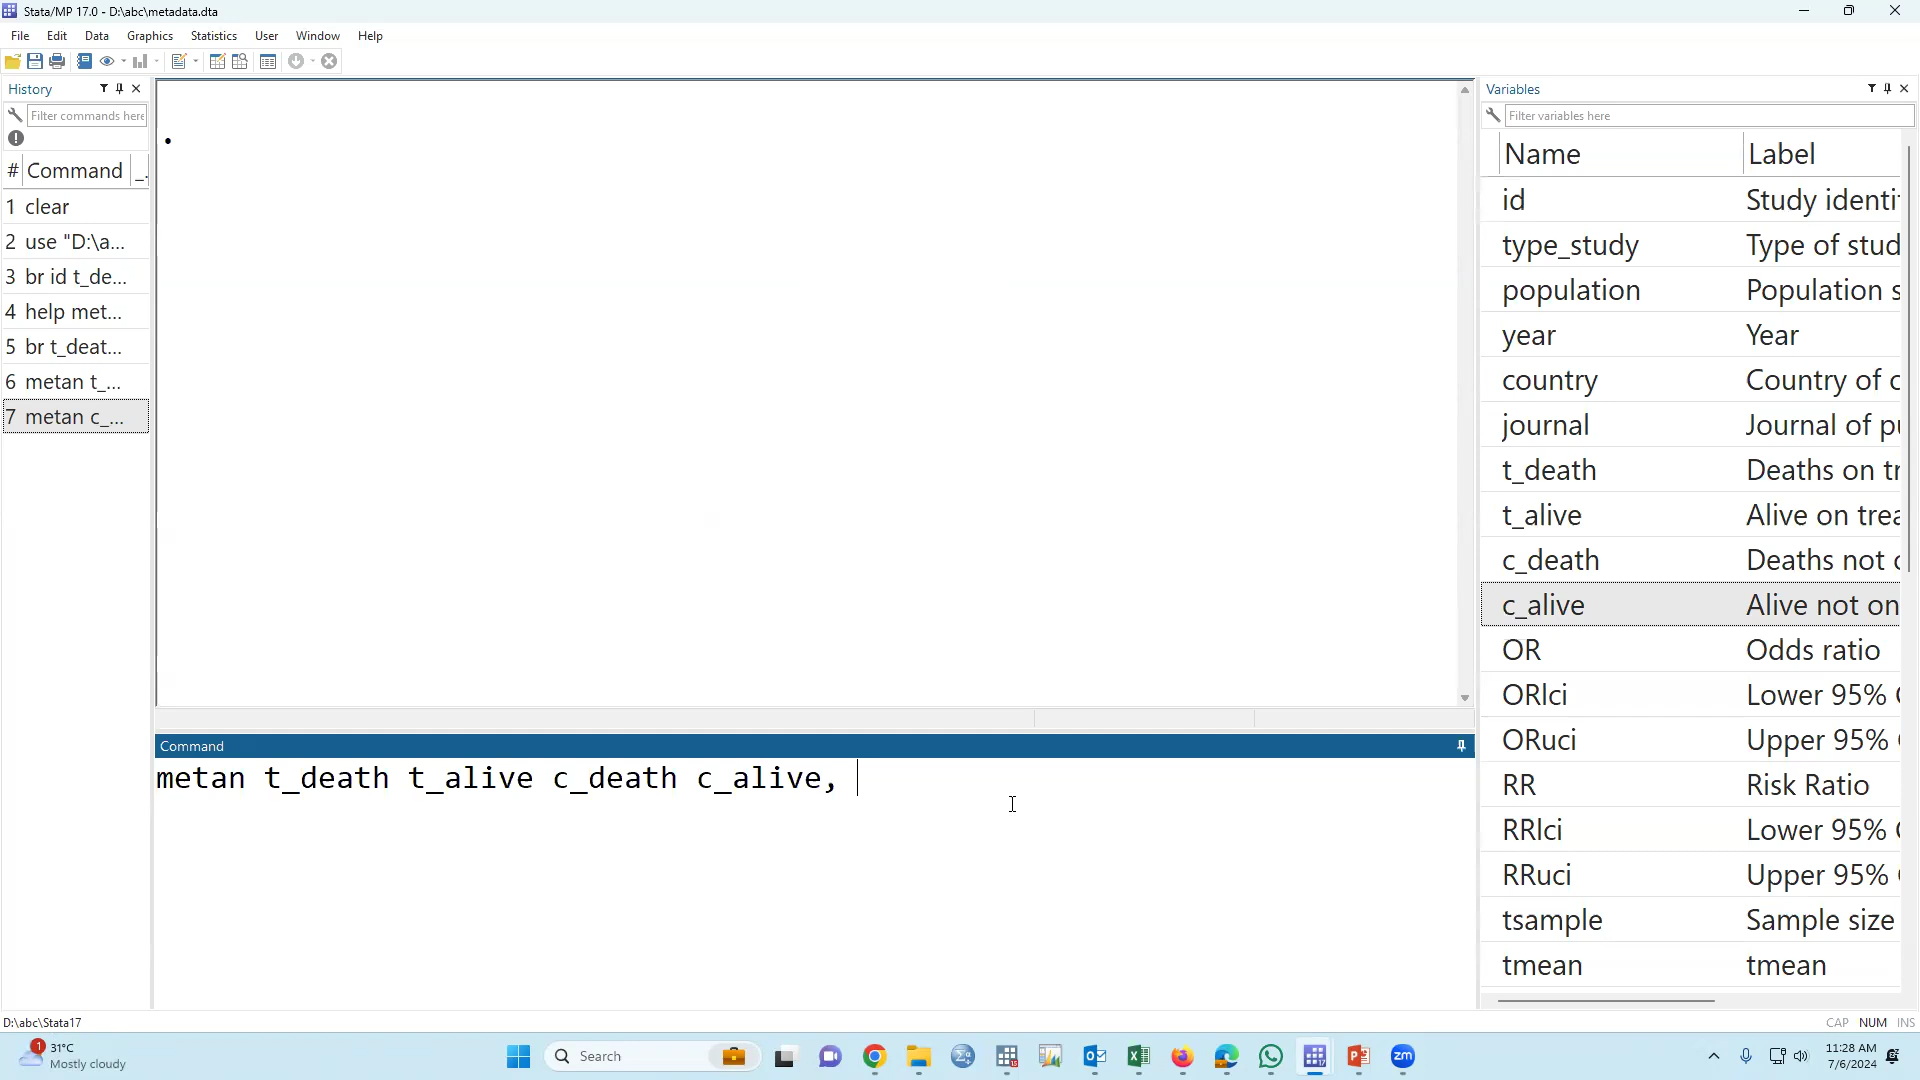 Stata/MP 17.0 - D:\abc\metadata.dta
File Edit Data Graphics Statistics User Window Help
History
Filter commands here
# Command _.
1 clear
2 use "D:\a...
3 br id t_de...
4 help met...
5 br t_deat...
6 metan t_...
7 metan c_...
.
Command
metan t_death t_alive c_death c_alive,
Variables
Filter variables here
Name Label
id Study identi
type_study Type of stud
population Population s
year Year
country Country of c
journal Journal of pu
t_death Deaths on tr
t_alive Alive on trea
c_death Deaths not o
c_alive Alive not on
OR Odds ratio
ORlci Lower 95% C
ORuci Upper 95% C
RR Risk Ratio
RRlci Lower 95% C
RRuci Upper 95% C
tsample Sample size
tmean tmean
D:\abc\Stata17
CAP NUM INS
1
31°C
Mostly cloudy
Search
zm
11:28 AM
7/6/2024